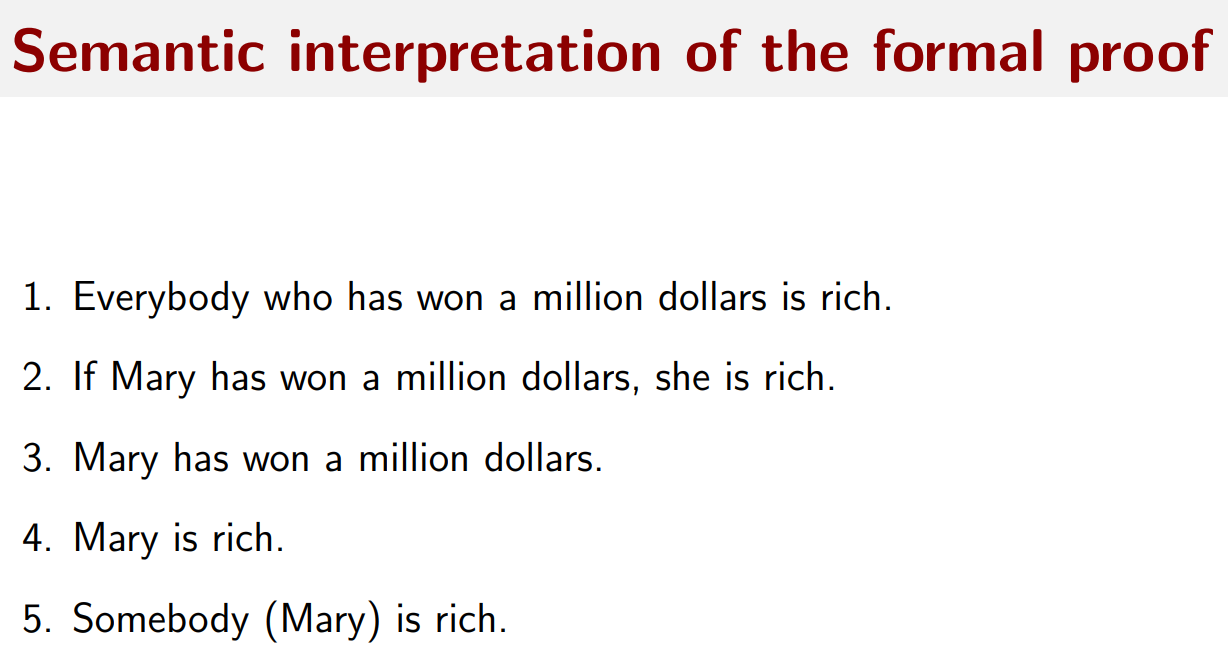 Semantic interpretation of the formal proof
1. Everybody who has won a million dollars is rich.
2. If Mary has won a million dollars, she is rich.
3. Mary has won a million dollars.
4. Mary is rich.
5. Somebody (Mary) is rich.